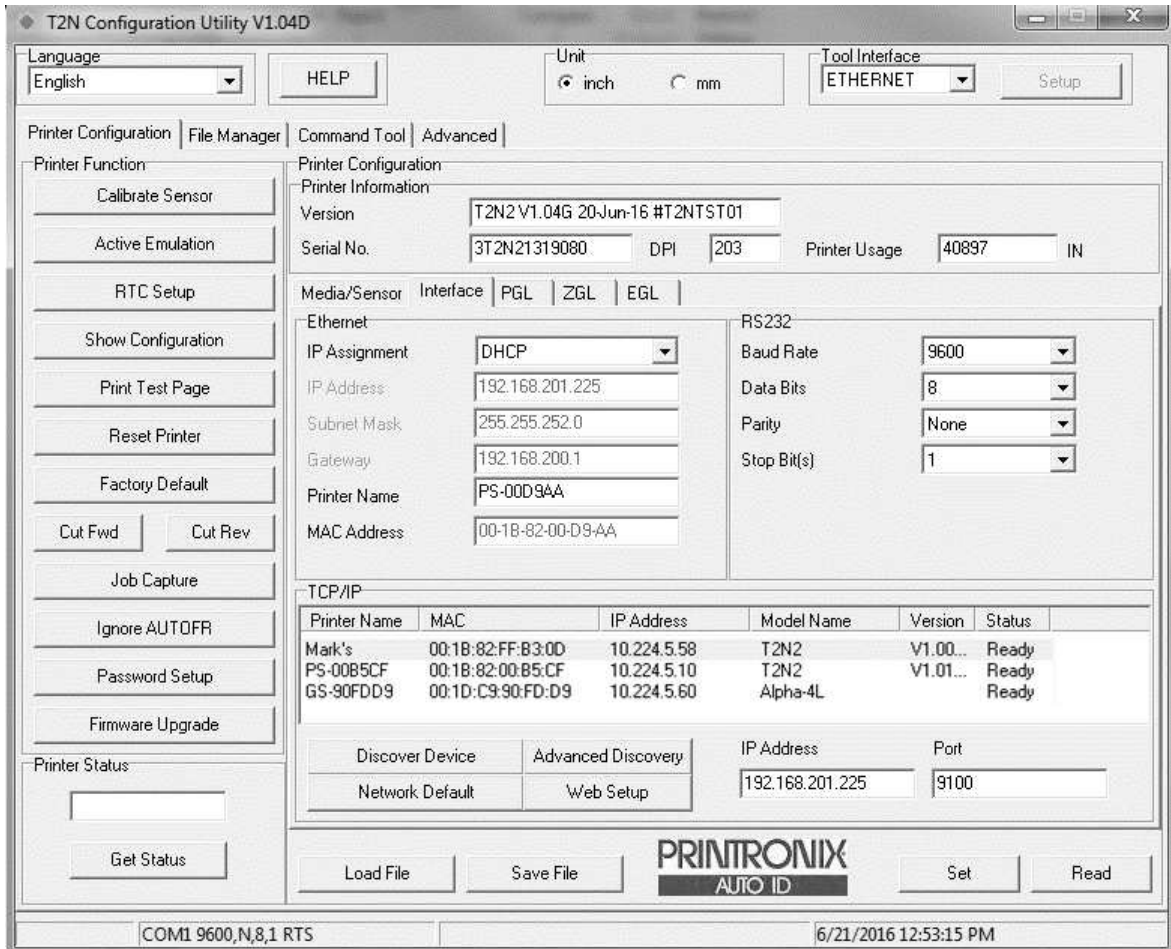 T2N Configuration Utility V1.04D
Language
English
HELP
Unit
inch
mm
Tool Interface
ETHERNET
Setup
Printer Configuration
File Manager
Command Tool
Advanced
Printer Function
Calibrate Sensor
Active Emulation
RTC Setup
Show Configuration
Print Test Page
Reset Printer
Factory Default
Cut Fwd
Cut Rev
Job Capture
Ignore AUTOFR
Password Setup
Firmware Upgrade
Printer Status
Get Status
Printer Configuration
Printer Information
Version T2N2 V1.04G 20-Jun-16 #T2NTST01
Serial No. 3T2N21319080 DPI 203 Printer Usage 40897 IN
Media/Sensor Interface PGL ZGL EGL
Ethernet
IP Assignment DHCP
IP Address 192.168.201.225
Subnet Mask 255.255.252.0
Gateway 192.168.200.1
Printer Name PS-00D9AA
MAC Address 00-1B-82-00-D9-AA
RS232
Baud Rate 9600
Data Bits 8
Parity None
Stop Bit(s) 1
TCP/IP
Printer Name MAC IP Address Model Name Version Status
Mark's 00:1B:82:FF:B3:0D 10.224.5.58 T2N2 V1.00... Ready
PS-00B5CF 00:1B:82:00:B5:CF 10.224.5.10 T2N2 V1.01... Ready
GS-90FDD9 00:1D:C9:90:FD:D9 10.224.5.60 Alpha-4L Ready
Discover Device
Advanced Discovery
Network Default
Web Setup
IP Address
192.168.201.225
Port
9100
Load File
Save File
PRINTRONIX
AUTO ID
Set
Read
COM1 9600,N,8,1 RTS
6/21/2016 12:53:15 PM